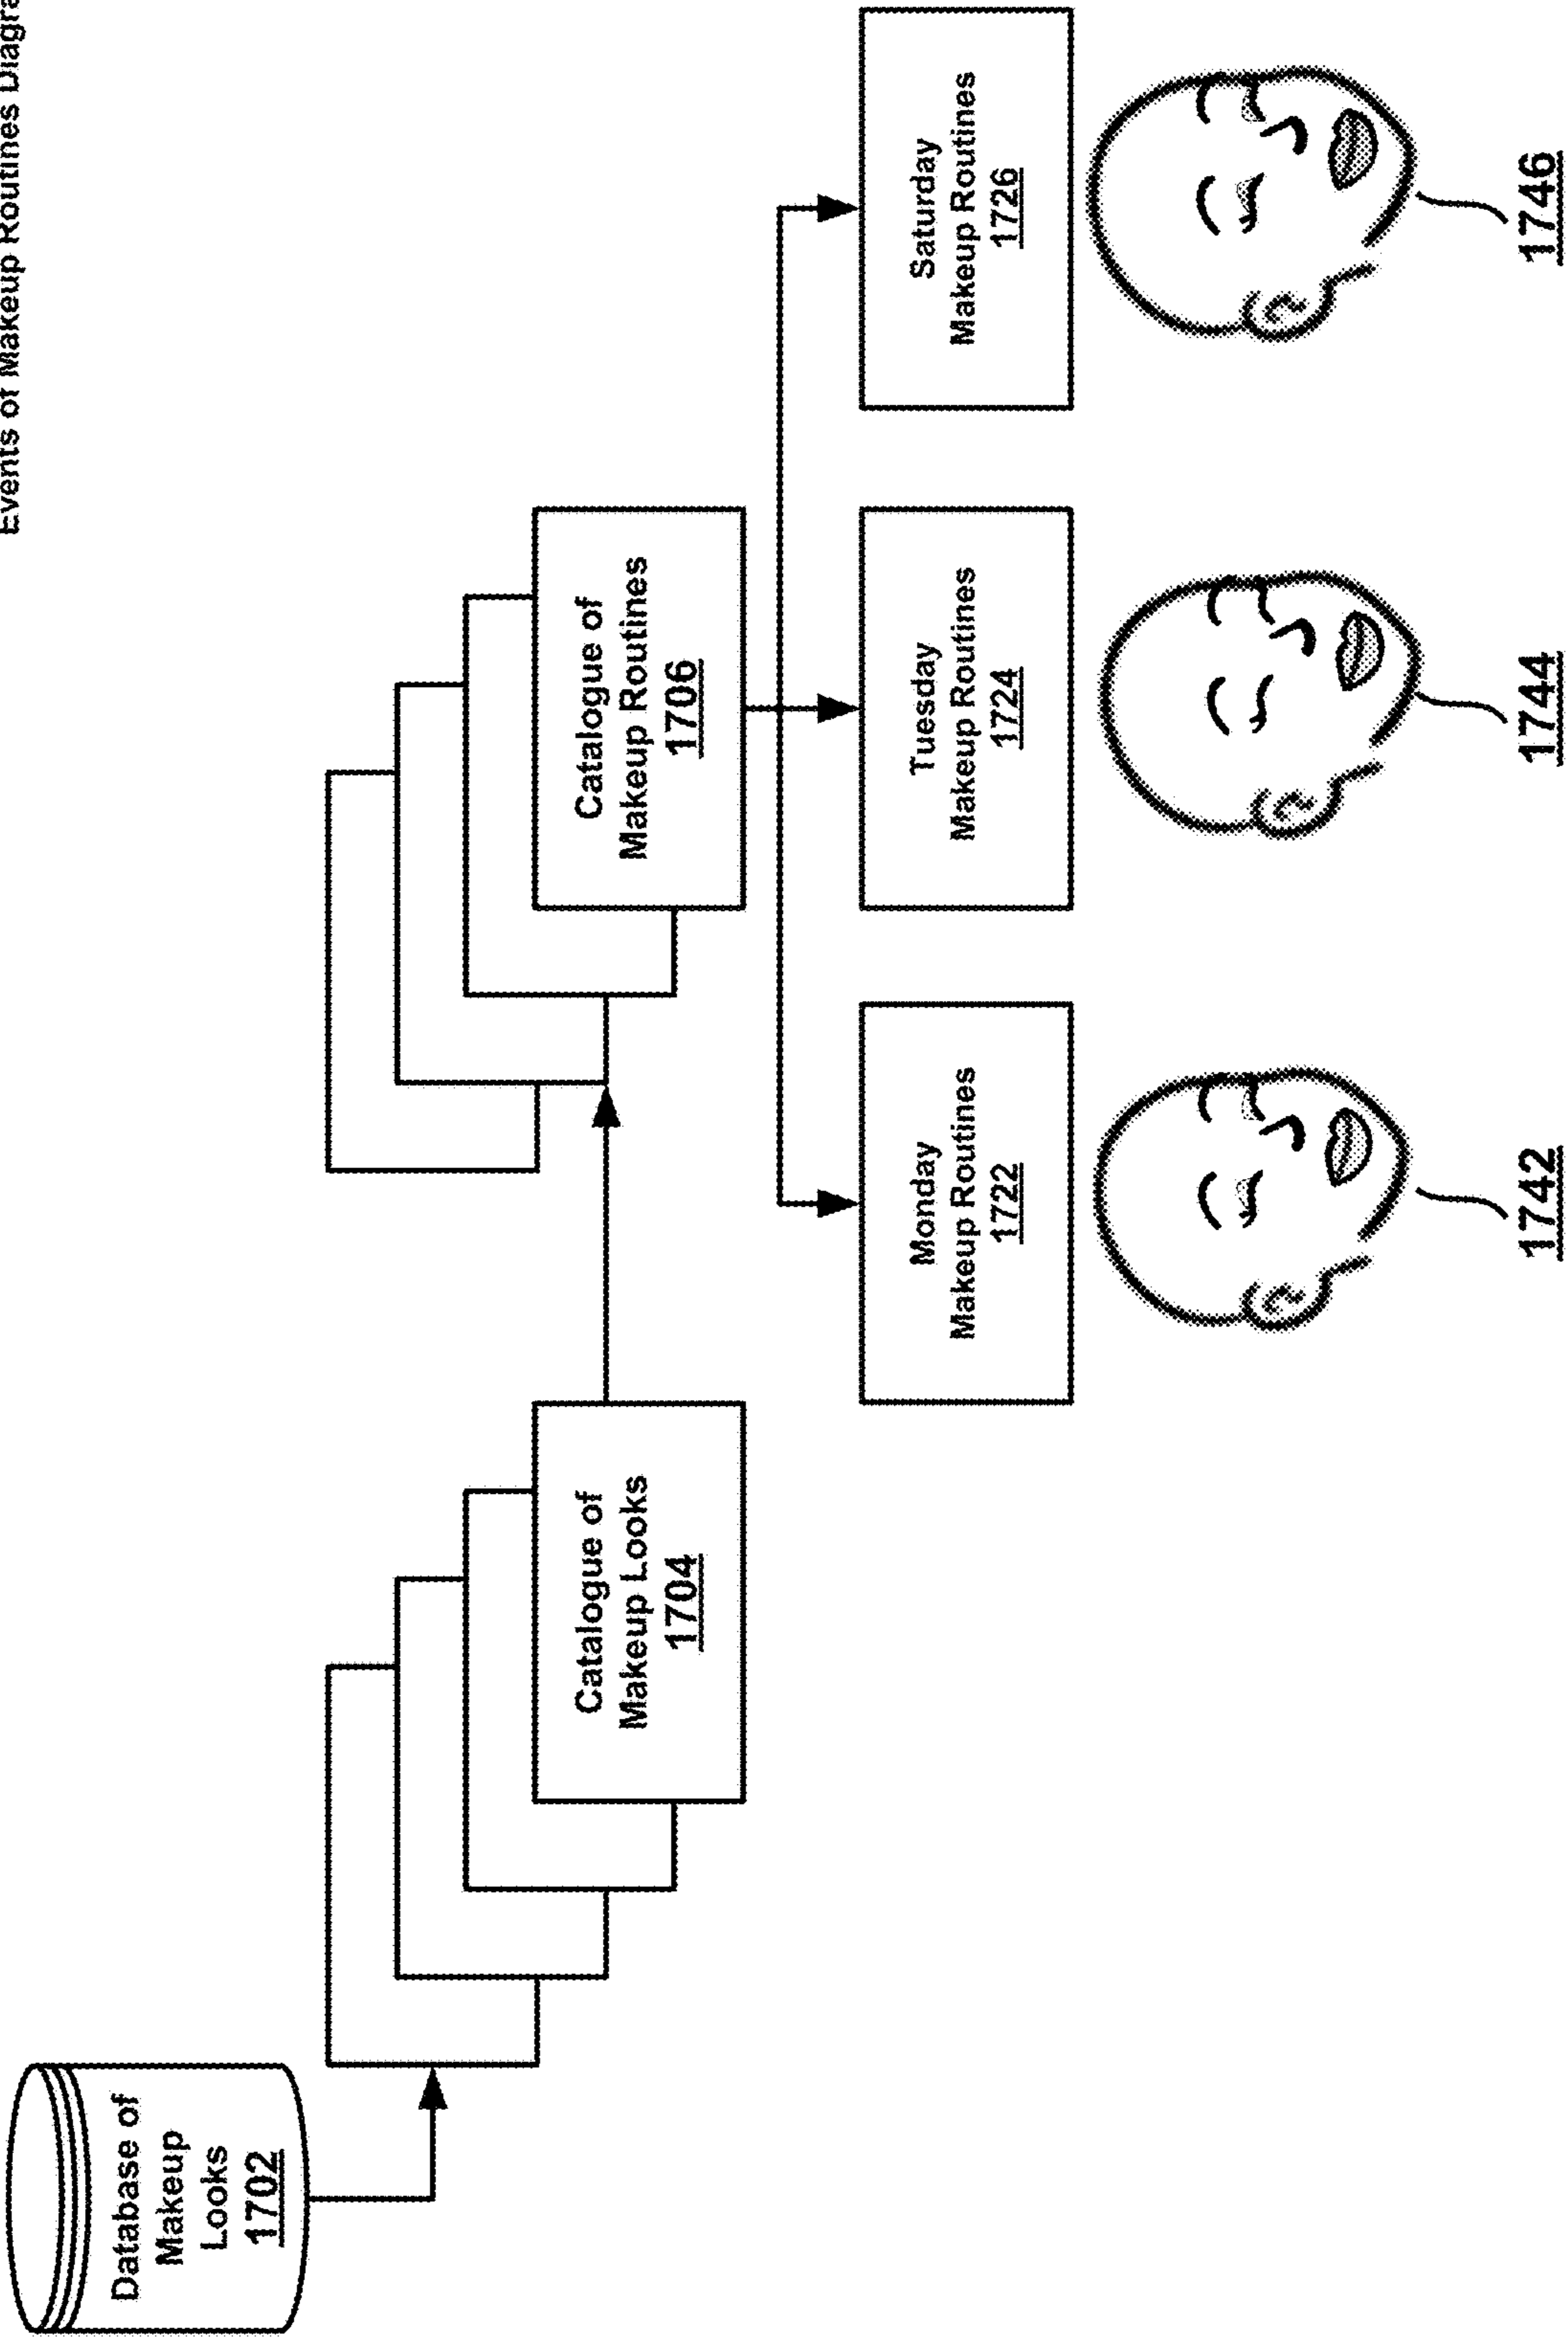 Events of Makeup Routines
Database of
Makeup
Looks
1702
Catalogue of
Makeup Looks
1704
Catalogue of
Makeup Routines
1706
Monday
Makeup Routines
1722
Tuesday
Makeup Routines
1724
Saturday
Makeup Routines
1726
1742
1744
1746